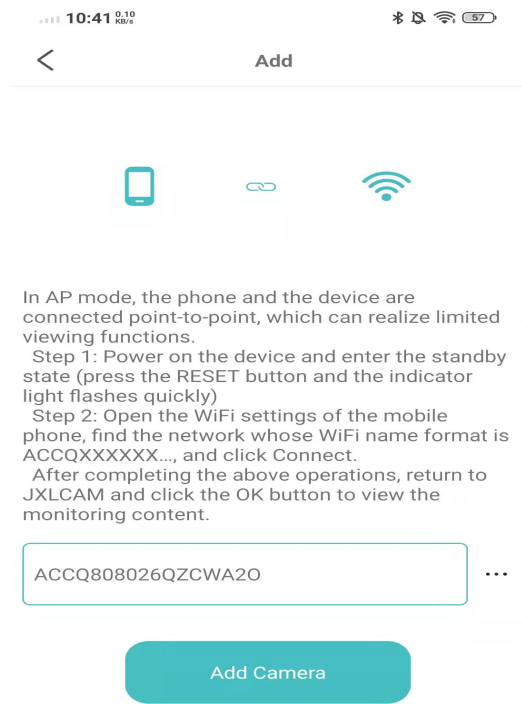 10:41 0.10 KB/s 57
Add
In AP mode, the phone and the device are
connected point-to-point, which can realize limited
viewing functions.
Step 1: Power on the device and enter the standby
state (press the RESET button and the indicator
light flashes quickly)
Step 2: Open the WiFi settings of the mobile
phone, find the network whose WiFi name format is
ACCQXXXXXX..., and click Connect.
After completing the above operations, return to
JXLCAM and click the OK button to view the
monitoring content.
ACCQ808026QZCWA2O
Add Camera